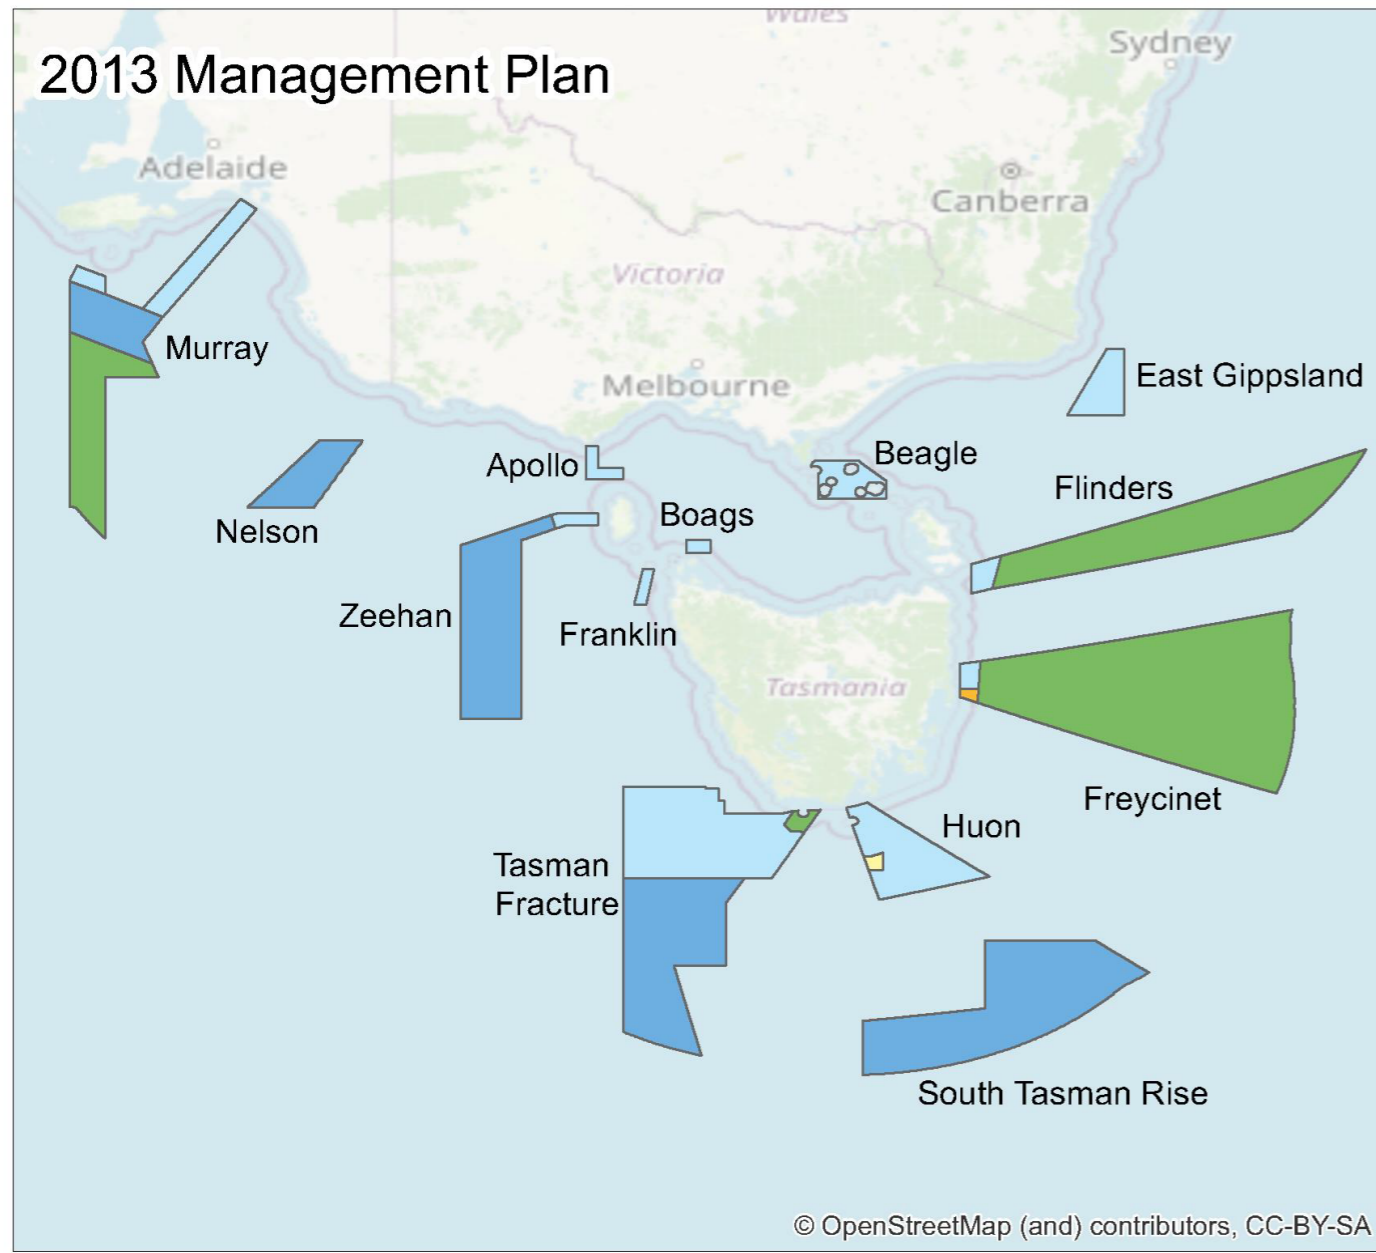 Wales
Sydney
2013 Management Plan
Adelaide
Canberra
Victoria
Murray
Melbourne
East Gippsland
Apollo
Beagle
Flinders
Nelson
Boags
Zeehan
Franklin
Tasmania
Freycinet
Huon
Tasman
Fracture
South Tasman Rise
© OpenStreetMap (and) contributors, CC-BY-SA